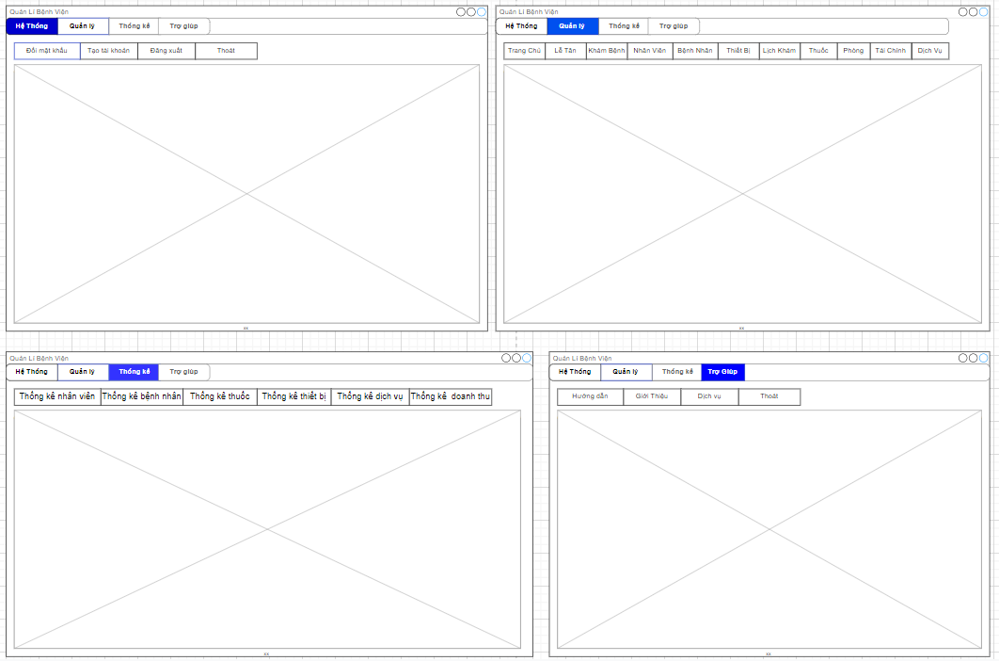 Quản Lí Bệnh Viện
Hệ Thống Quản lý Thống kê Trợ giúp
Đổi mật khẩu Tạo tài khoản Đăng xuất Thoát
xx
Quản Lí Bệnh Viện
Hệ Thống Quản lý Thống kê Trợ giúp
Trang Chủ Lễ Tân Khám Bệnh Nhân Viên Bệnh Nhân Thiết Bị Lịch Khám Thuốc Phòng Tài Chính Dịch Vụ
xx
Quản Lí Bệnh Viện
Hệ Thống Quản lý Thống kê Trợ giúp
Thống kê nhân viên Thống kê bệnh nhân Thống kê thuốc Thống kê thiết bị Thống kê dịch vụ Thống kê doanh thu
xx
Quản Lí Bệnh Viện
Hệ Thống Quản lý Thống kê Trợ Giúp
Hướng dẫn Giới Thiệu Dịch vụ Thoát
xx